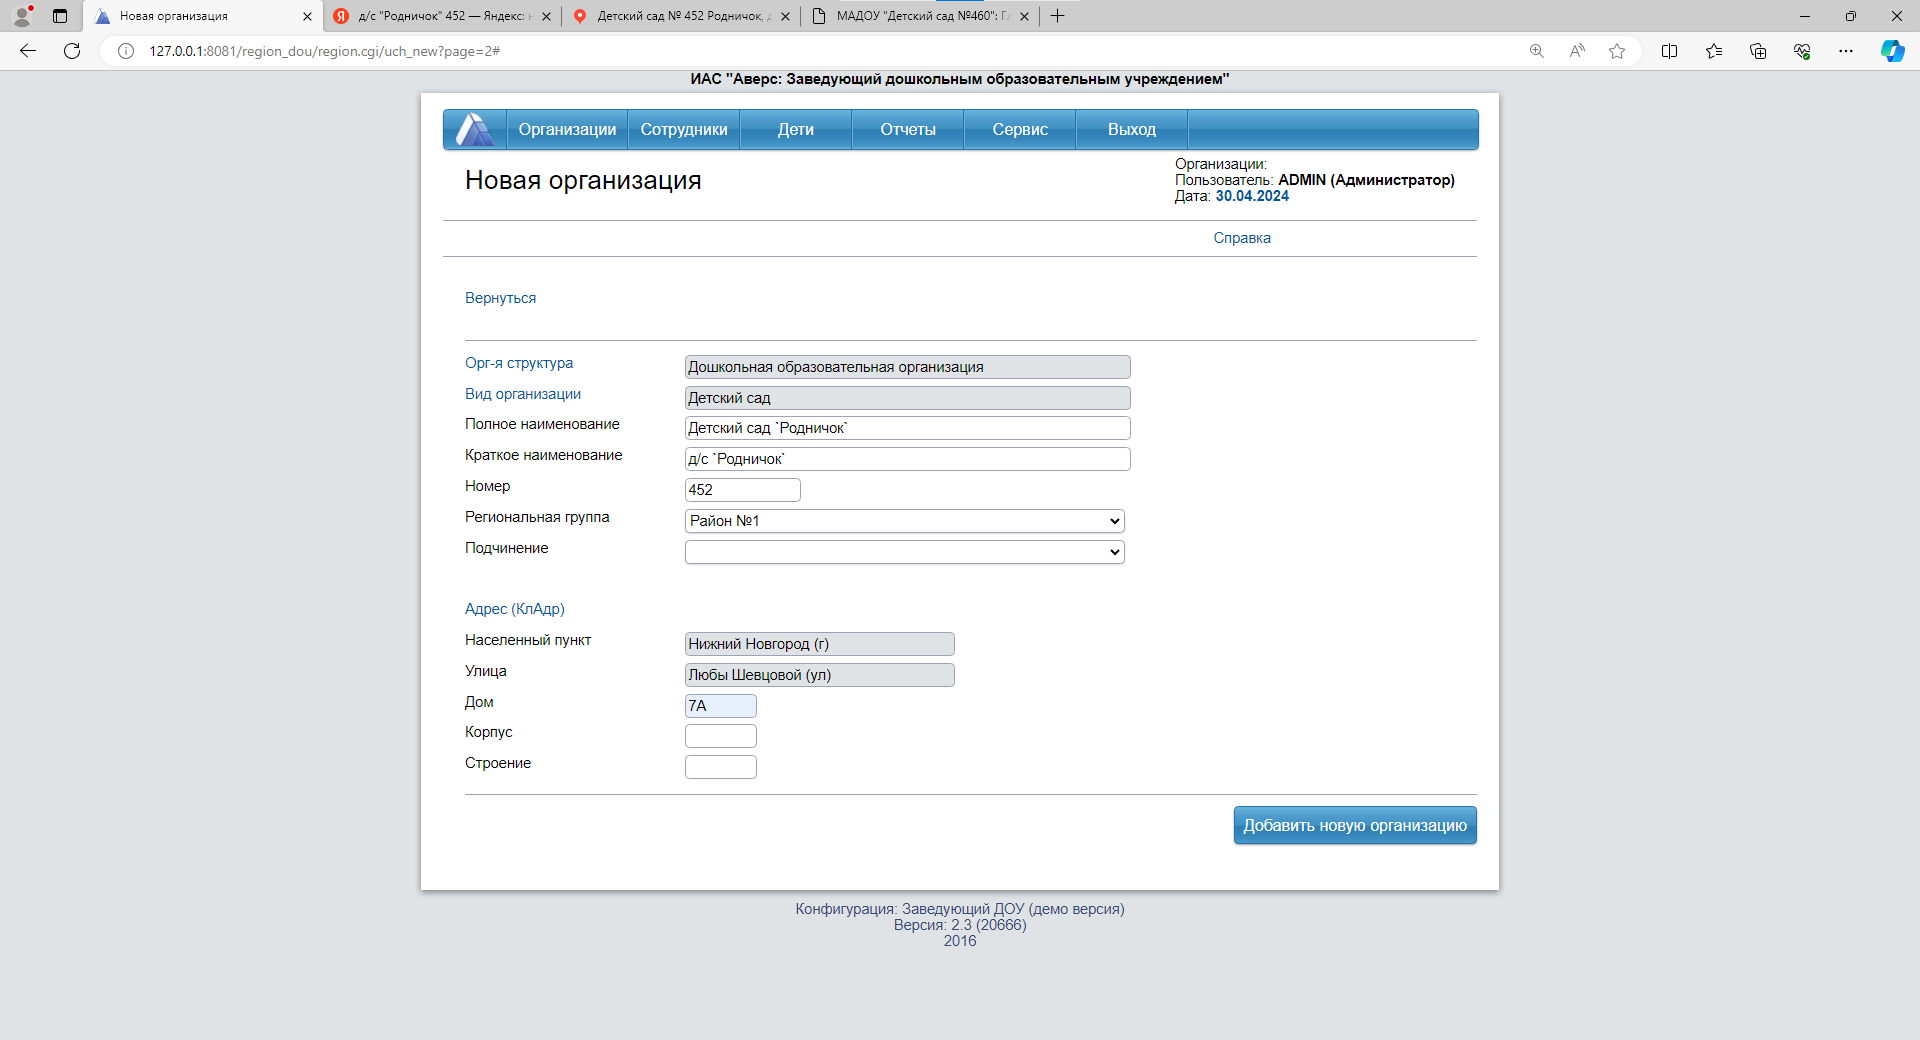 Новая организация
Я
д/с "Родничок" 452 — Яндекс:
Детский сад № 452 Родничок,
МАДОУ "Детский сад №460":
127.0.0.1:8081/region_dou/region.cgi/uch_new?page=2#
ИАС "Аверс: Заведующий дошкольным образовательным учреждением"
Организации
Сотрудники
Дети
Отчеты
Сервис
Выход
Новая организация
Организации:
Пользователь: ADMIN (Администратор)
Дата: 30.04.2024
Справка
Вернуться
Орг-я структура
Дошкольная образовательная организация
Вид организации
Детский сад
Полное наименование
Детский сад `Родничок`
Краткое наименование
д/с `Родничок`
Номер
452
Региональная группа
Район №1
Подчинение
Адрес (КлАдр)
Населенный пункт
Нижний Новгород (г)
Улица
Любы Шевцовой (ул)
Дом
7А
Корпус
Строение
Добавить новую организацию
Конфигурация: Заведующий ДОУ (демо версия)
Версия: 2.3 (20666)
2016